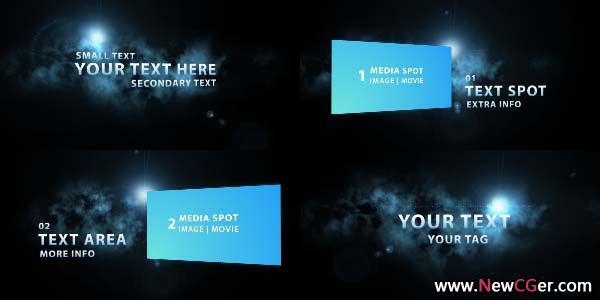 SMALL TEXT
YOUR TEXT HERE
SECONDARY TEXT
1 MEDIA SPOT
IMAGE | MOVIE
01
TEXT SPOT
EXTRA INFO
02
TEXT AREA
MORE INFO
2 MEDIA SPOT
IMAGE | MOVIE
YOUR TEXT
YOUR TAG
www.NewCGer.com